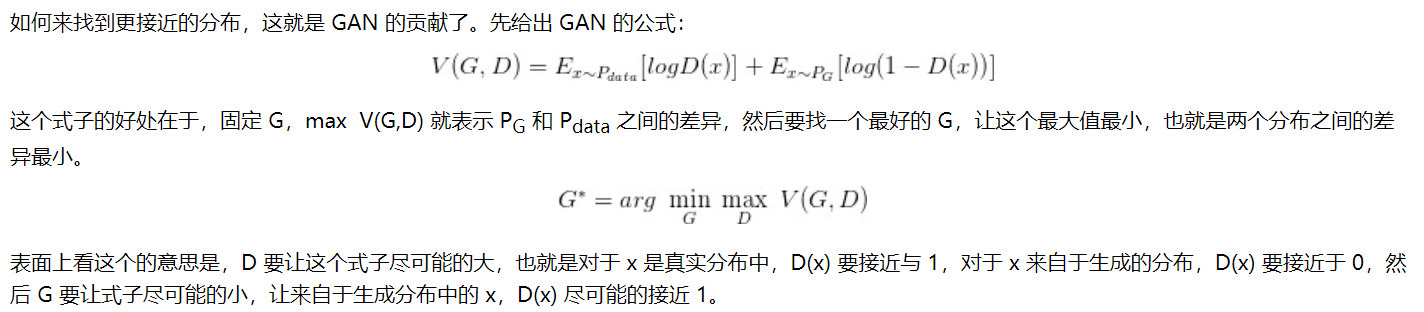 如何来找到更接近的分布，这就是 GAN 的贡献了。先给出 GAN 的公式：
V(G, D) = E_{x∼P_{data}}[logD(x)] + E_{x∼P_G}[log(1 − D(x))]
这个式子的好处在于，固定 G，max V(G,D) 就表示 P_G 和 P_data 之间的差异，然后要找一个最好的 G，让这个最大值最小，也就是两个分布之间的差
异最小。
G* = arg min_G max_D V(G, D)
表面上看这个的意思是，D 要让这个式子尽可能的大，也就是对于 x 是真实分布中，D(x) 要接近与 1，对于 x 来自于生成的分布，D(x) 要接近于 0，然
后 G 要让式子尽可能的小，让来自于生成分布中的 x，D(x) 尽可能的接近 1。